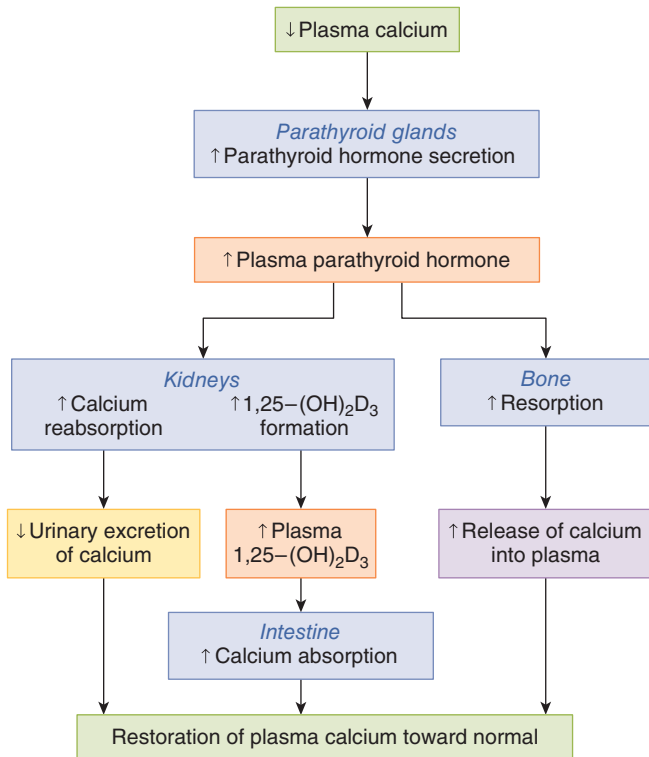 ↓Plasma calcium
Parathyroid glands
↑Parathyroid hormone secretion
↑Plasma parathyroid hormone
Kidneys
↑Calcium
reabsorption
↑1,25–(OH)₂D₃
formation
Bone
↑Resorption
↓Urinary excretion
of calcium
↑Plasma
1,25–(OH)₂D₃
↑Release of calcium
into plasma
Intestine
↑Calcium absorption
Restoration of plasma calcium toward normal